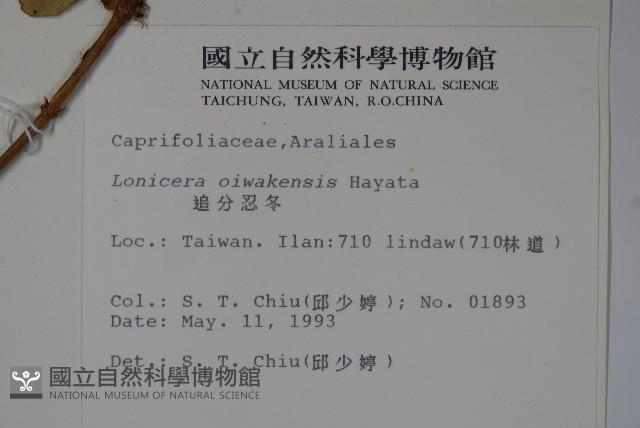 國立自然科學博物館
NATIONAL MUSEUM OF NATURAL SCIENCE
TAICHUNG, TAIWAN, R.O.CHINA
Caprifoliaceae,Araliales
Lonicera oiwakensis Hayata
追分忍冬
Loc.: Taiwan. Ilan:710 lindaw(710林道)
Col.: S. T. Chiu(邱少婷); No. 01893
Date: May. 11, 1993
Det.: S. T. Chiu(邱少婷)
國立自然科學博物館
NATIONAL MUSEUM OF NATURAL SCIENCE